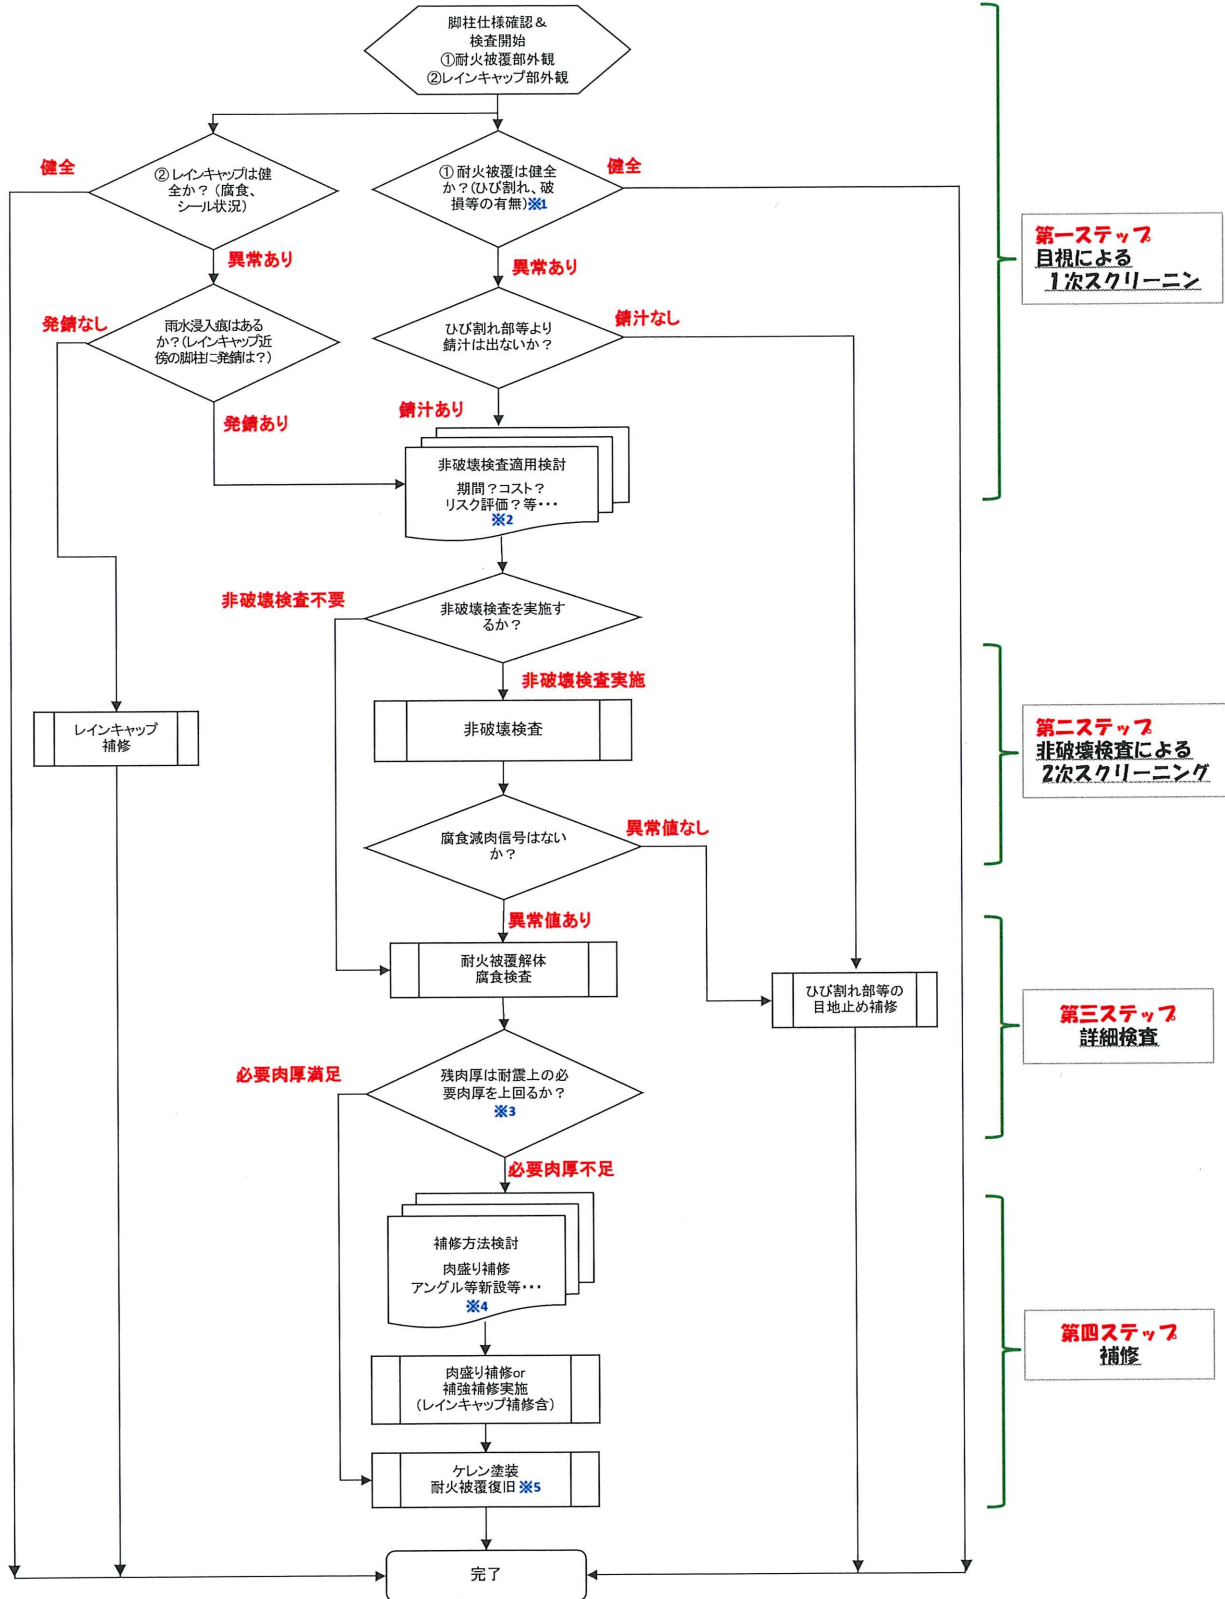 脚柱仕様確認&
検査開始
①耐火被覆部外観
②レインキャップ部外観
健全
②レインキャップは健
全か?(腐食、
シール状況)
①耐火被覆は健全
か?(ひび割れ、破
損等の有無)※1
健全
異常あり
異常あり
第一ステップ
目視による
1次スクリーニン
発錆なし
雨水浸入痕はある
か?(レインキャップ近
傍の脚柱に発錆は?)
ひび割れ部等より
錆汁は出ないか?
錆汁なし
発錆あり
錆汁あり
非破壊検査適用検討
期間?コスト?
リスク評価?等・・・
※2
非破壊検査不要
非破壊検査を実施す
るか?
非破壊検査実施
レインキャップ
補修
非破壊検査
第二ステップ
非破壊検査による
2次スクリーニング
腐食減肉信号はない
か?
異常値なし
異常値あり
耐火被覆解体
腐食検査
ひび割れ部等の
目地止め補修
第三ステップ
詳細検査
必要肉厚満足
残肉厚は耐震上の必
要肉厚を上回るか?
※3
必要肉厚不足
補修方法検討
肉盛り補修
アングル等新設等・・・
※4
第四ステップ
補修
肉盛り補修or
補強補修実施
(レインキャップ補修含)
ケレン塗装
耐火被覆復旧※5
完了